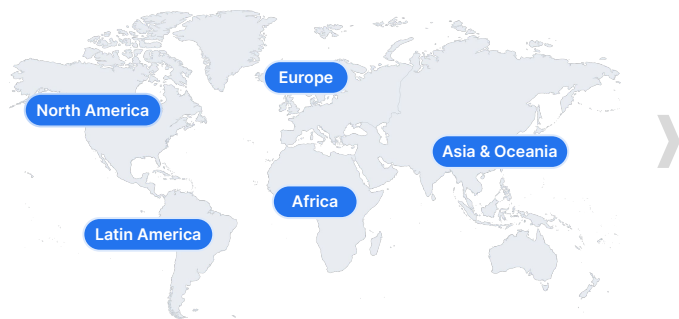 Europe
North America
Asia & Oceania
Africa
Latin America